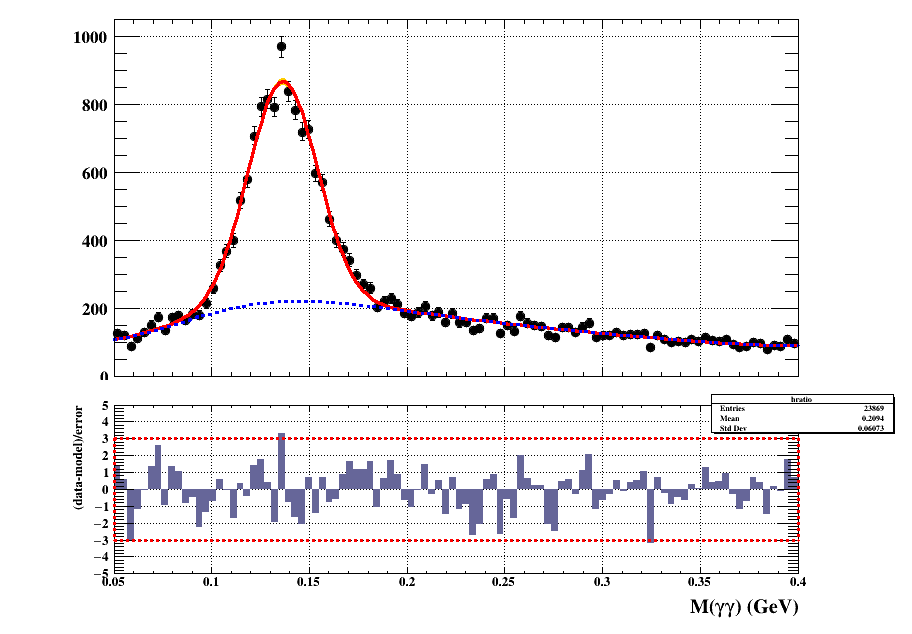 1000
800
600
400
200
0
(data-model)/error
5
4
3
2
1
0
−1
−2
−3
−4
−5
hratio
Entries 23869
Mean 0.2094
Std Dev 0.06073
0.05 0.1 0.15 0.2 0.25 0.3 0.35 0.4
M(γγ) (GeV)